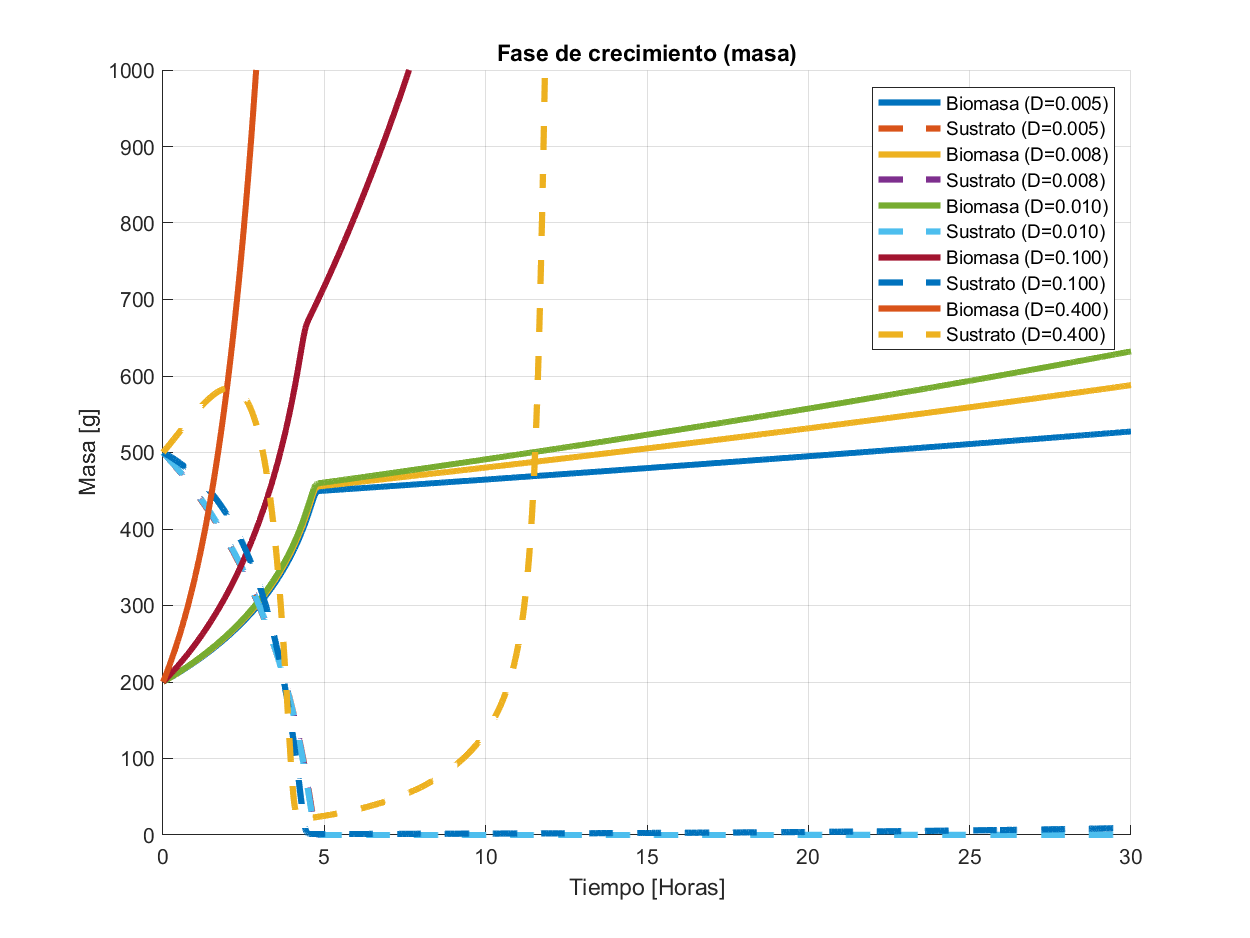 Fase de crecimiento (masa)
1000
900
800
700
600
500
400
300
200
100
0
Masa [g]
Biomasa (D=0.005)
Sustrato (D=0.005)
Biomasa (D=0.008)
Sustrato (D=0.008)
Biomasa (D=0.010)
Sustrato (D=0.010)
Biomasa (D=0.100)
Sustrato (D=0.100)
Biomasa (D=0.400)
Sustrato (D=0.400)
0 5 10 15 20 25 30
Tiempo [Horas]